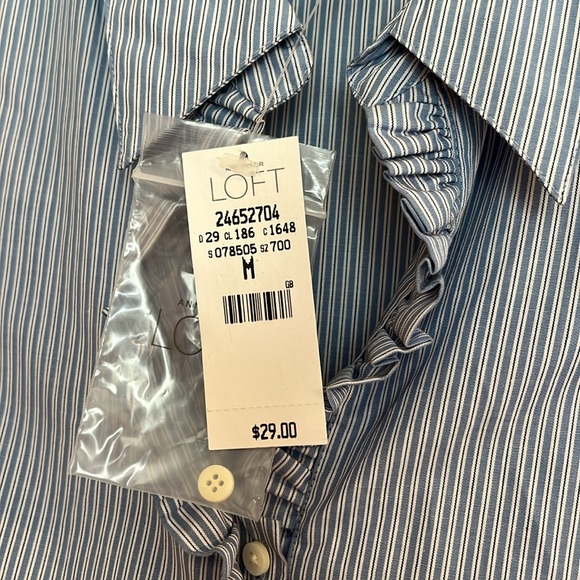 LOFT
24652704
D 29 CL 186 C 1648
S 078505 SZ 700
M
GB
$29.00